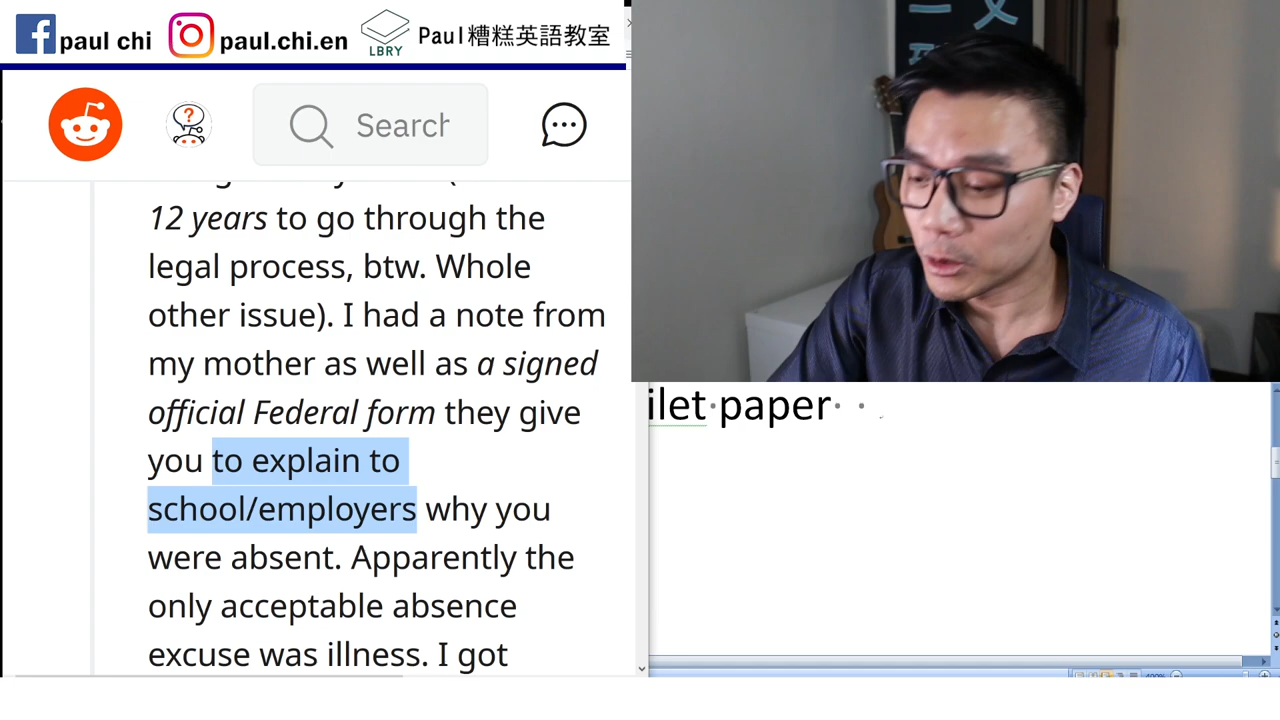 paul chi
paul.chi.en
LBRY
Paul糟糕英語教室
Search
12 years to go through the
legal process, btw. Whole
other issue). I had a note from
my mother as well as a signed
official Federal form they give
you to explain to
school/employers why you
were absent. Apparently the
only acceptable absence
excuse was illness. I got
ilet paper